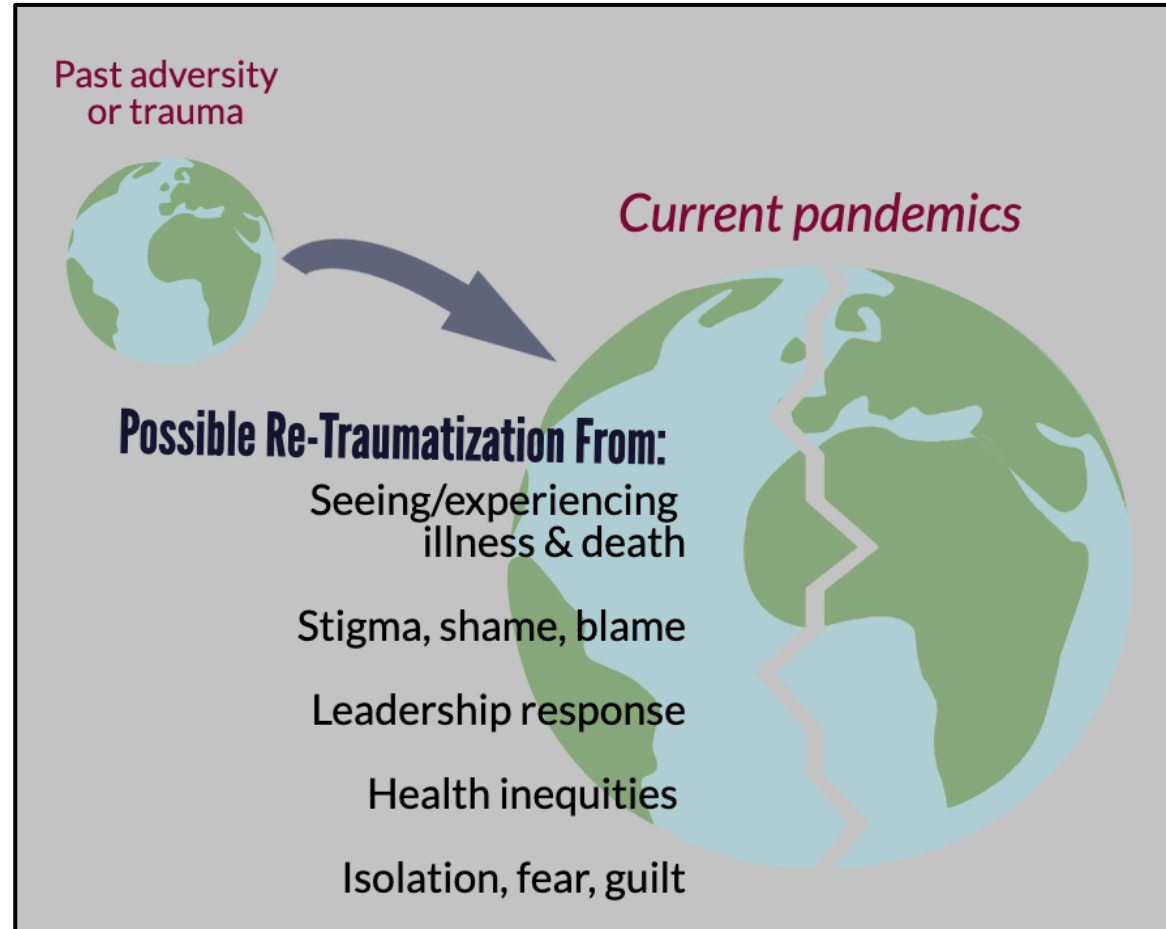 Past adversity
or trauma
Current pandemics
Possible Re-Traumatization From:
Seeing/experiencing
illness & death
Stigma, shame, blame
Leadership response
Health inequities
Isolation, fear, guilt